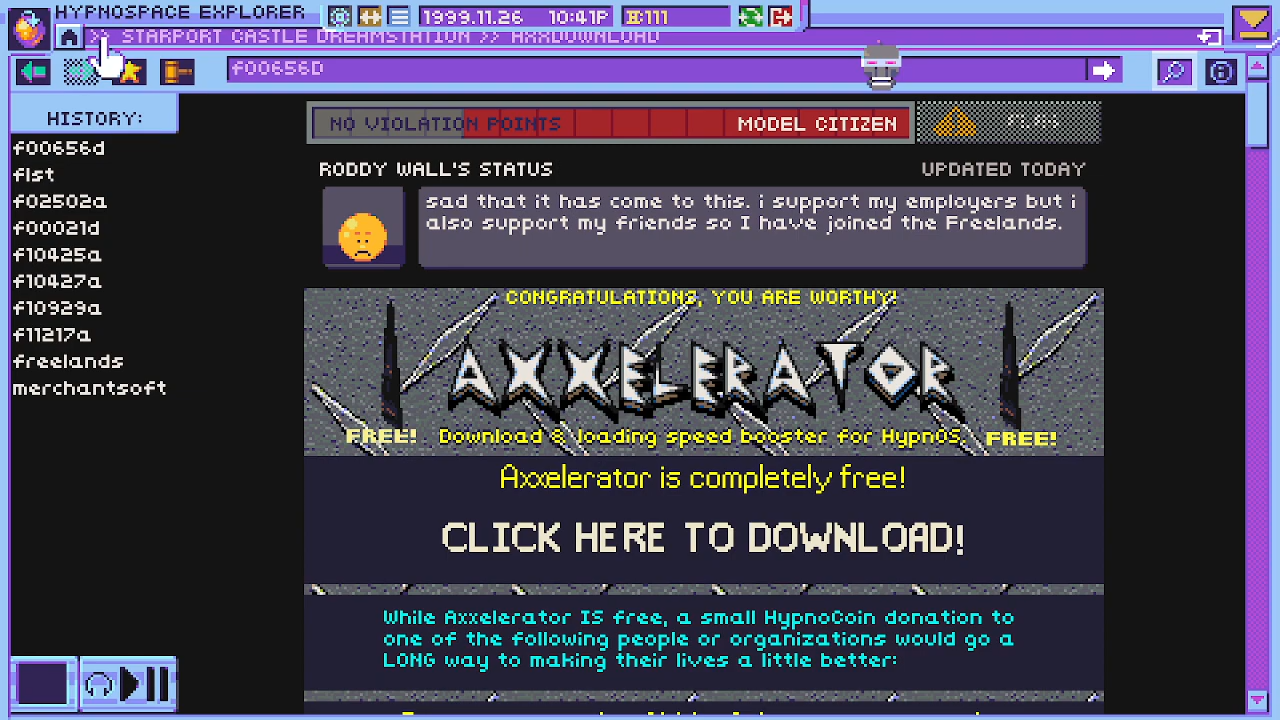 HYPNOSPACE EXPLORER
1999.11.26 10:41P
:111
>> STARPORT CASTLE DREAMSTATION >> AXXDOWNLOAD
f00656D
HISTORY:
f00656d
flst
f02502a
f00021d
f10425a
f10427a
f10929a
f11217a
freelands
merchantsoft
NO VIOLATION POINTS
MODEL CITIZEN
FLAG
RODDY WALL'S STATUS
UPDATED TODAY
sad that it has come to this. i support my employers but i
also support my friends so I have joined the Freelands.
CONGRATULATIONS, YOU ARE WORTHY!
AXXELERATOR
FREE! Download & loading speed booster for HypnOS. FREE!
Axxelerator is completely free!
CLICK HERE TO DOWNLOAD!
While Axxelerator IS free, a small HypnoCoin donation to
one of the following people or organizations would go a
LONG way to making their lives a little better: